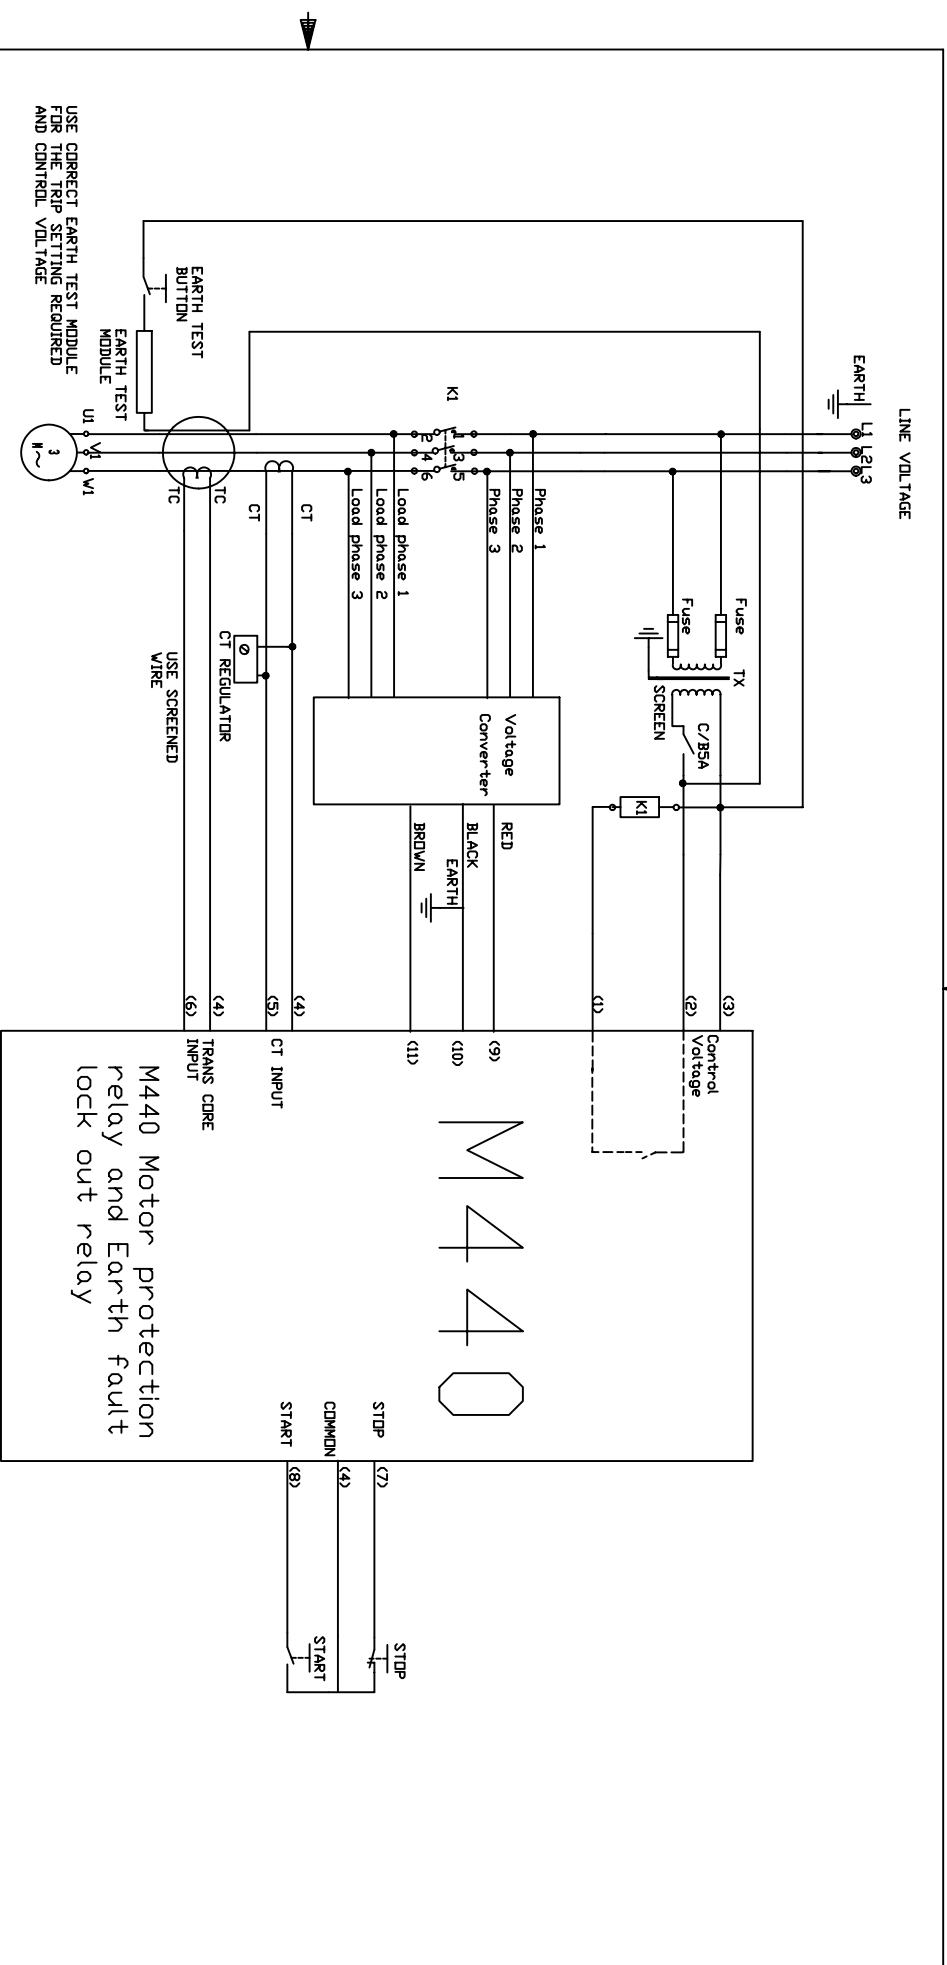 LINE VOLTAGE
EARTH
L1
L2
L3
Fuse
Fuse
TX
SCREEN
C/B5A
K1
(1)
(2)
(3)
Control
Voltage
K1
1
3
5
2
4
6
Phase 1
Phase 2
Phase 3
Load phase 1
Load phase 2
Load phase 3
Voltage
Converter
RED
BLACK
EARTH
BROWN
(9)
(10)
(11)
M440
CT
CT
CT REGULATOR
(4)
(5)
CT INPUT
EARTH TEST
BUTTON
EARTH TEST
MODULE
TC
TC
USE SCREENED
WIRE
(4)
(6)
TRANS CORE
INPUT
U1
V1
W1
3
M~
USE CORRECT EARTH TEST MODULE
FOR THE TRIP SETTING REQUIRED
AND CONTROL VOLTAGE
M440 Motor protection
relay and Earth fault
lock out relay
STOP
COMMON
START
(7)
(4)
(8)
STOP
START